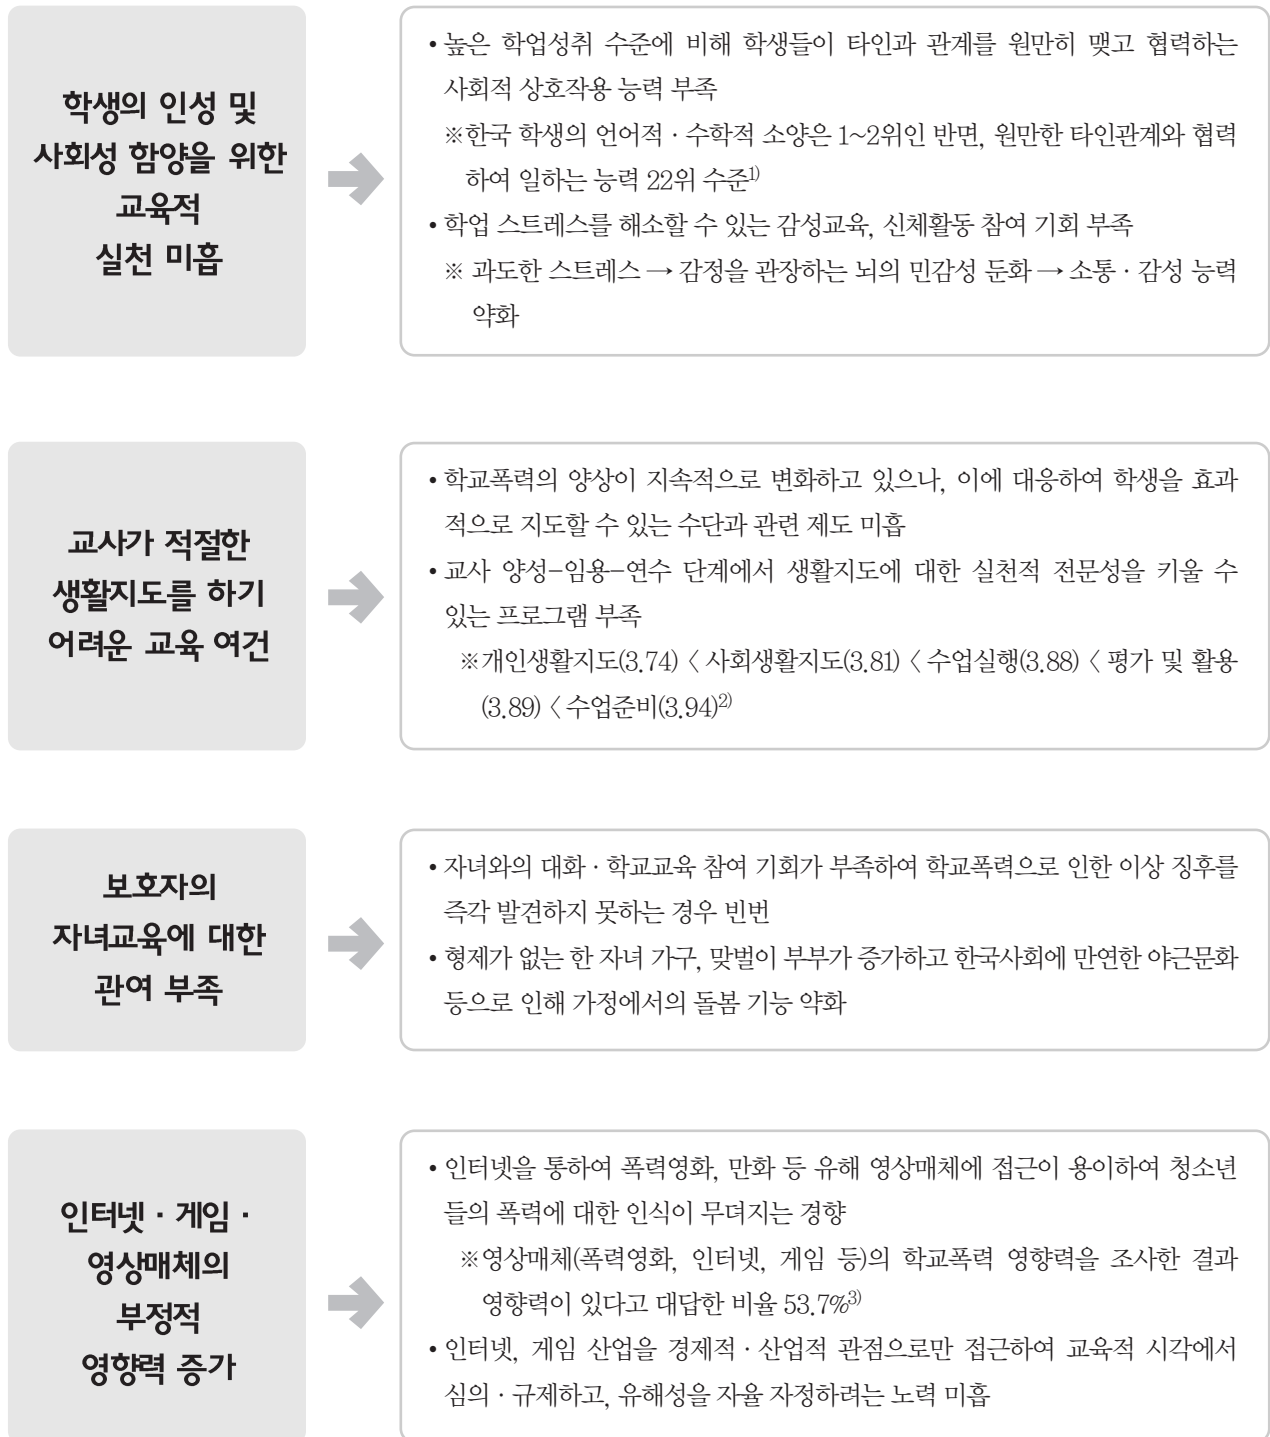 학생의 인성 및
사회성 함양을 위한
교육적
실천 미흡
• 높은 학업성취 수준에 비해 학생들이 타인과 관계를 원만히 맺고 협력하는
사회적 상호작용 능력 부족
※한국 학생의 언어적 · 수학적 소양은 1~2위인 반면, 원만한 타인관계와 협력
하여 일하는 능력 22위 수준1)
• 학업 스트레스를 해소할 수 있는 감성교육, 신체활동 참여 기회 부족
※ 과도한 스트레스 → 감정을 관장하는 뇌의 민감성 둔화 → 소통 · 감성 능력
약화
교사가 적절한
생활지도를 하기
어려운 교육 여건
• 학교폭력의 양상이 지속적으로 변화하고 있으나, 이에 대응하여 학생을 효과
적으로 지도할 수 있는 수단과 관련 제도 미흡
• 교사 양성-임용-연수 단계에서 생활지도에 대한 실천적 전문성을 키울 수
있는 프로그램 부족
※개인생활지도(3.74) < 사회생활지도(3.81) < 수업실행(3.88) < 평가 및 활용
(3.89) < 수업준비(3.94)2)
보호자의
자녀교육에 대한
관여 부족
• 자녀와의 대화 · 학교교육 참여 기회가 부족하여 학교폭력으로 인한 이상 징후를
즉각 발견하지 못하는 경우 빈번
• 형제가 없는 한 자녀 가구, 맞벌이 부부가 증가하고 한국사회에 만연한 야근문화
등으로 인해 가정에서의 돌봄 기능 약화
인터넷 · 게임 ·
영상매체의
부정적
영향력 증가
• 인터넷을 통하여 폭력영화, 만화 등 유해 영상매체에 접근이 용이하여 청소년
들의 폭력에 대한 인식이 무뎌지는 경향
※영상매체(폭력영화, 인터넷, 게임 등)의 학교폭력 영향력을 조사한 결과
영향력이 있다고 대답한 비율 53.7%3)
• 인터넷, 게임 산업을 경제적 · 산업적 관점으로만 접근하여 교육적 시각에서
심의 · 규제하고, 유해성을 자율 자정하려는 노력 미흡